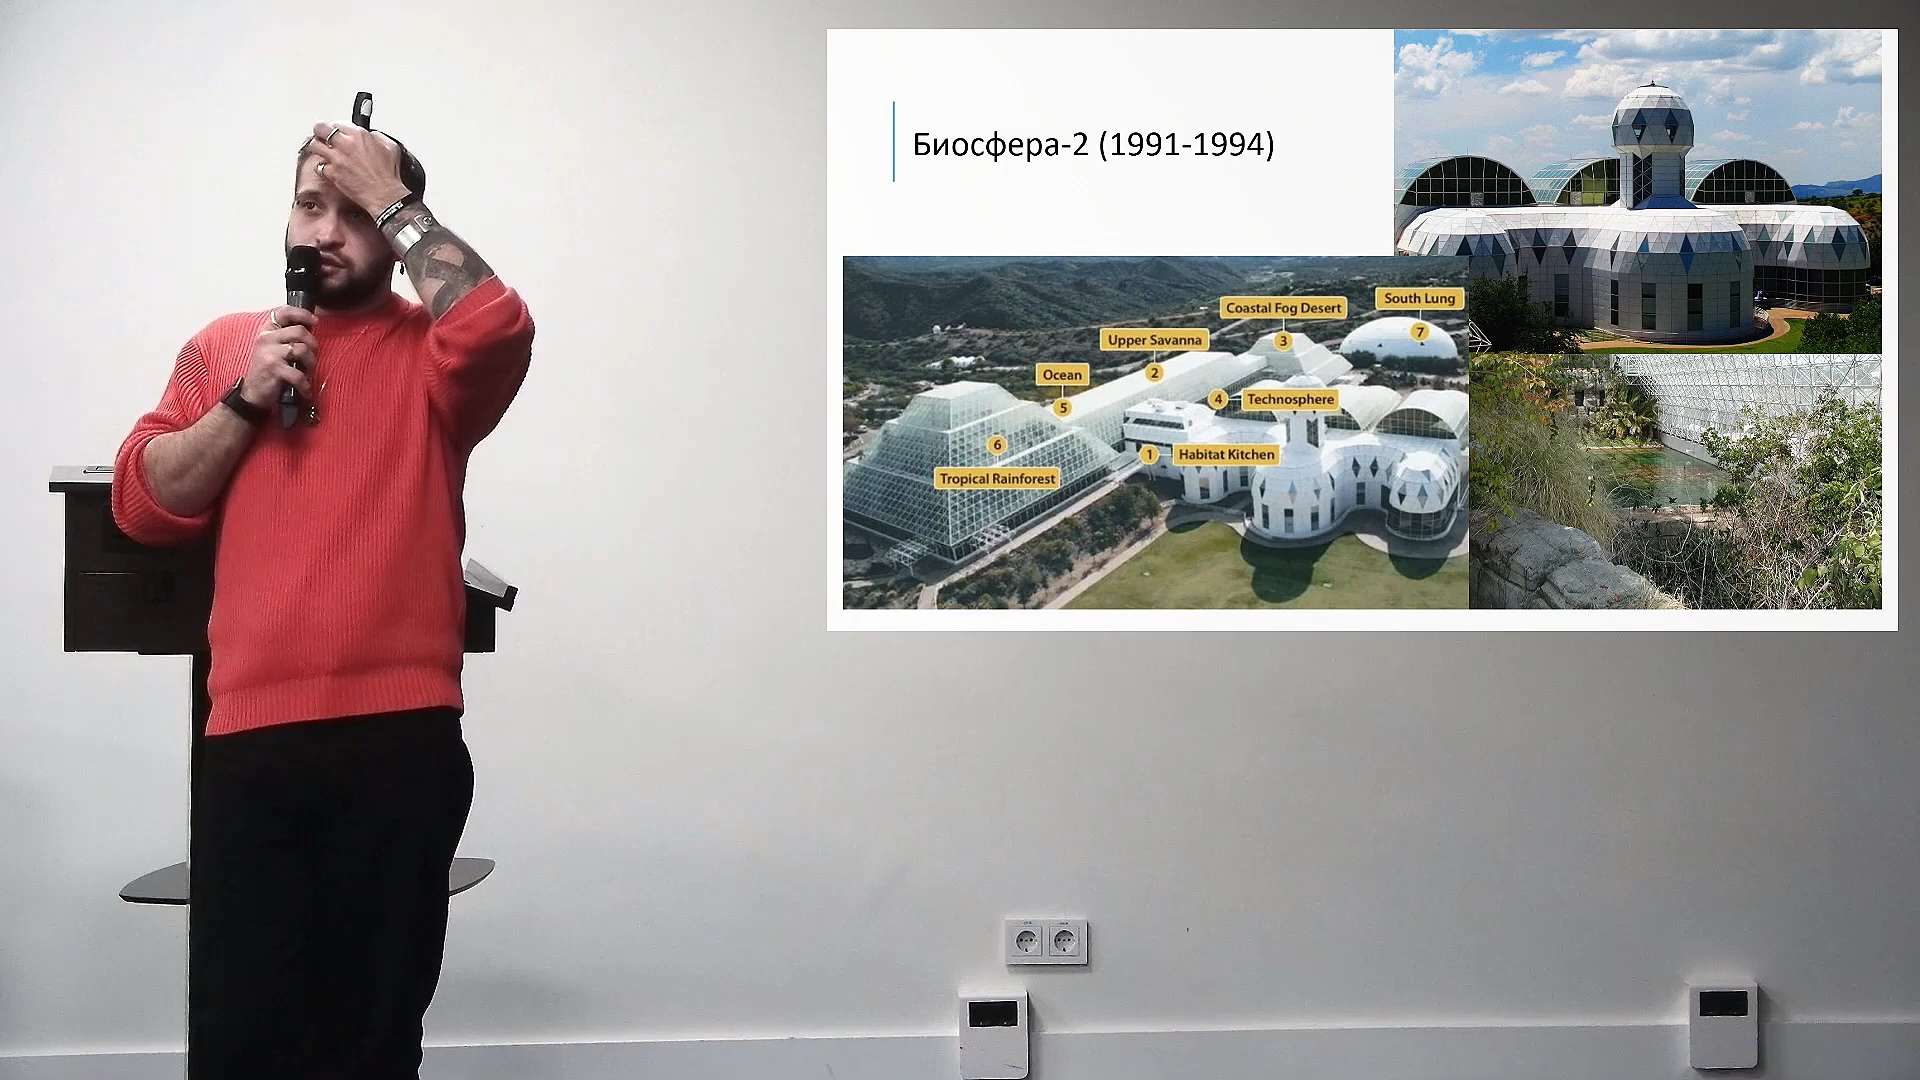 Биосфера-2 (1991-1994)
South Lung
7
Coastal Fog Desert
3
Upper Savanna
2
Ocean
5
4 Technosphere
6
Tropical Rainforest
1 Habitat Kitchen